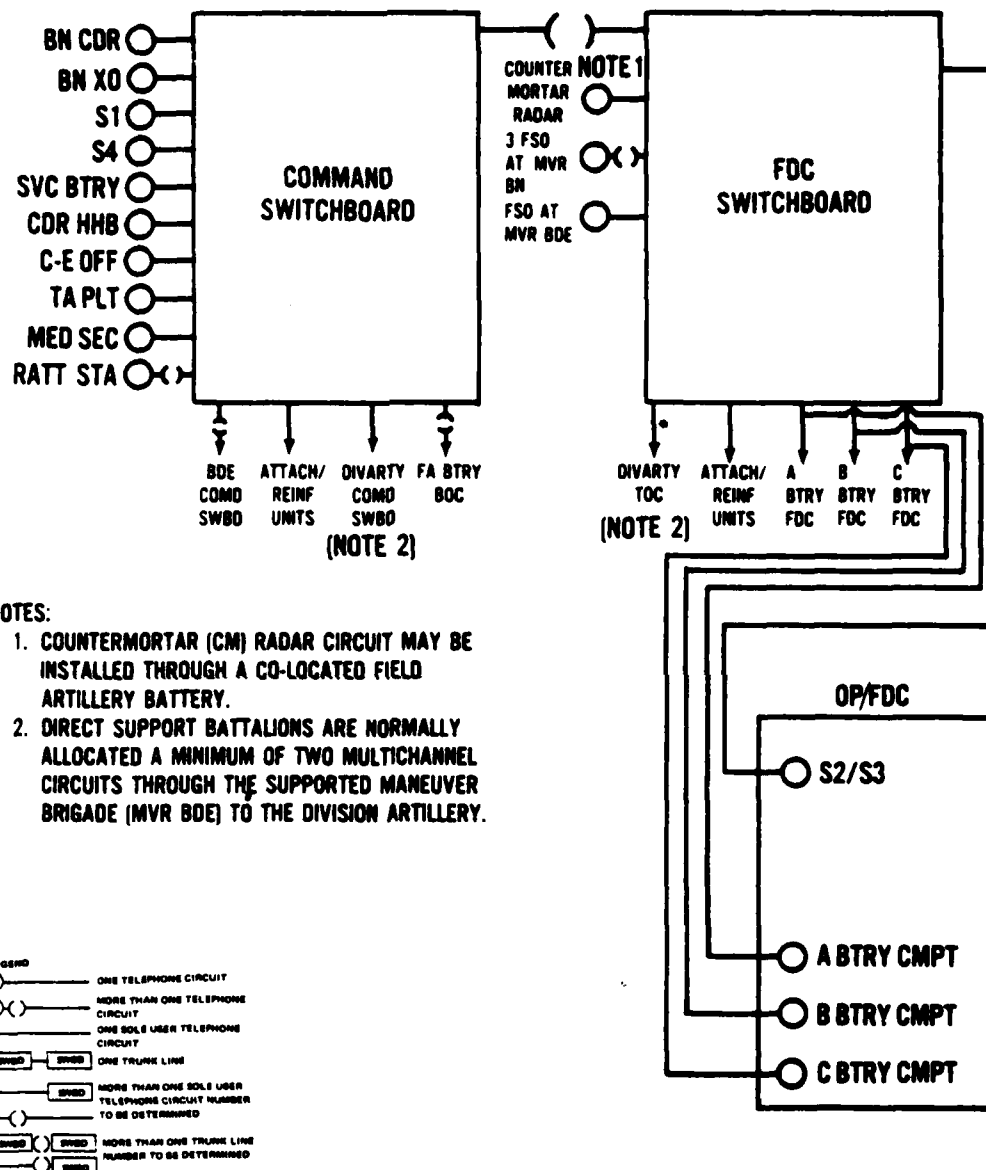 BN CDR
BN XO
S1
S4
SVC BTRY
CDR HHB
C-E OFF
TA PLT
MED SEC
RATT STA
COMMAND
SWITCHBOARD
BDE
COMD
SWBD
ATTACH/
REINF
UNITS
DIVARTY
COMD
SWBD
(NOTE 2)
FA BTRY
BOC
NOTE 1
COUNTER
MORTAR
RADAR
3 FSO
AT MVR
BN
FSO AT
MVR BDE
FDC
SWITCHBOARD
DIVARTY
TOC
(NOTE 2)
ATTACH/
REINF
UNITS
A
BTRY
FDC
B
BTRY
FDC
C
BTRY
FDC
OTES:
1. COUNTERMORTAR (CM) RADAR CIRCUIT MAY BE
INSTALLED THROUGH A CO-LOCATED FIELD
ARTILLERY BATTERY.
2. DIRECT SUPPORT BATTALIONS ARE NORMALLY
ALLOCATED A MINIMUM OF TWO MULTICHANNEL
CIRCUITS THROUGH THE SUPPORTED MANEUVER
BRIGADE (MVR BDE) TO THE DIVISION ARTILLERY.
OP/FDC
S2/S3
A BTRY CMPT
B BTRY CMPT
C BTRY CMPT
GEND
ONE TELEPHONE CIRCUIT
MORE THAN ONE TELEPHONE
CIRCUIT
ONE SOLE USER TELEPHONE
CIRCUIT
SWBD SWBD ONE TRUNK LINE
SWBD MORE THAN ONE SOLE USER
TELEPHONE CIRCUIT NUMBER
TO BE DETERMINED
SWBD SWBD MORE THAN ONE TRUNK LINE
NUMBER TO BE DETERMINED
SWBD